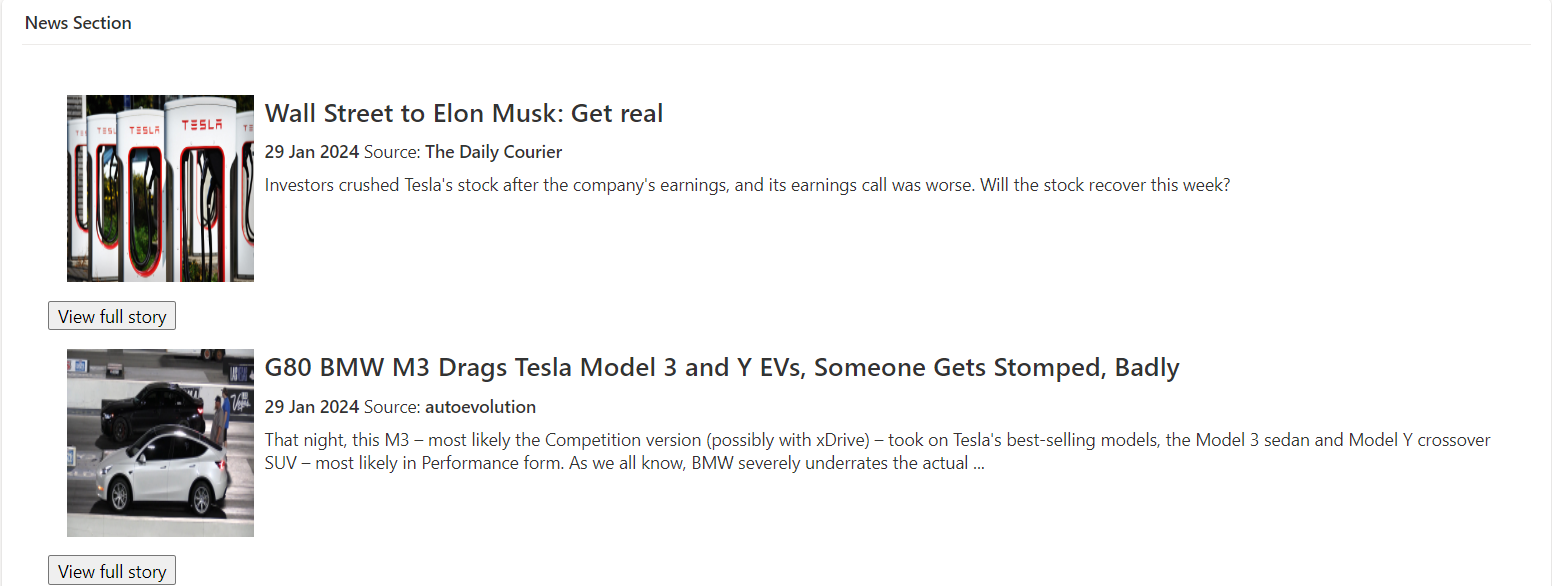 News Section
Wall Street to Elon Musk: Get real
29 Jan 2024 Source: The Daily Courier
Investors crushed Tesla's stock after the company's earnings, and its earnings call was worse. Will the stock recover this week?
TESLA
TESLA
TESLA
View full story
G80 BMW M3 Drags Tesla Model 3 and Y EVs, Someone Gets Stomped, Badly
29 Jan 2024 Source: autoevolution
That night, this M3 – most likely the Competition version (possibly with xDrive) – took on Tesla's best-selling models, the Model 3 sedan and Model Y crossover
SUV – most likely in Performance form. As we all know, BMW severely underrates the actual ...
View full story